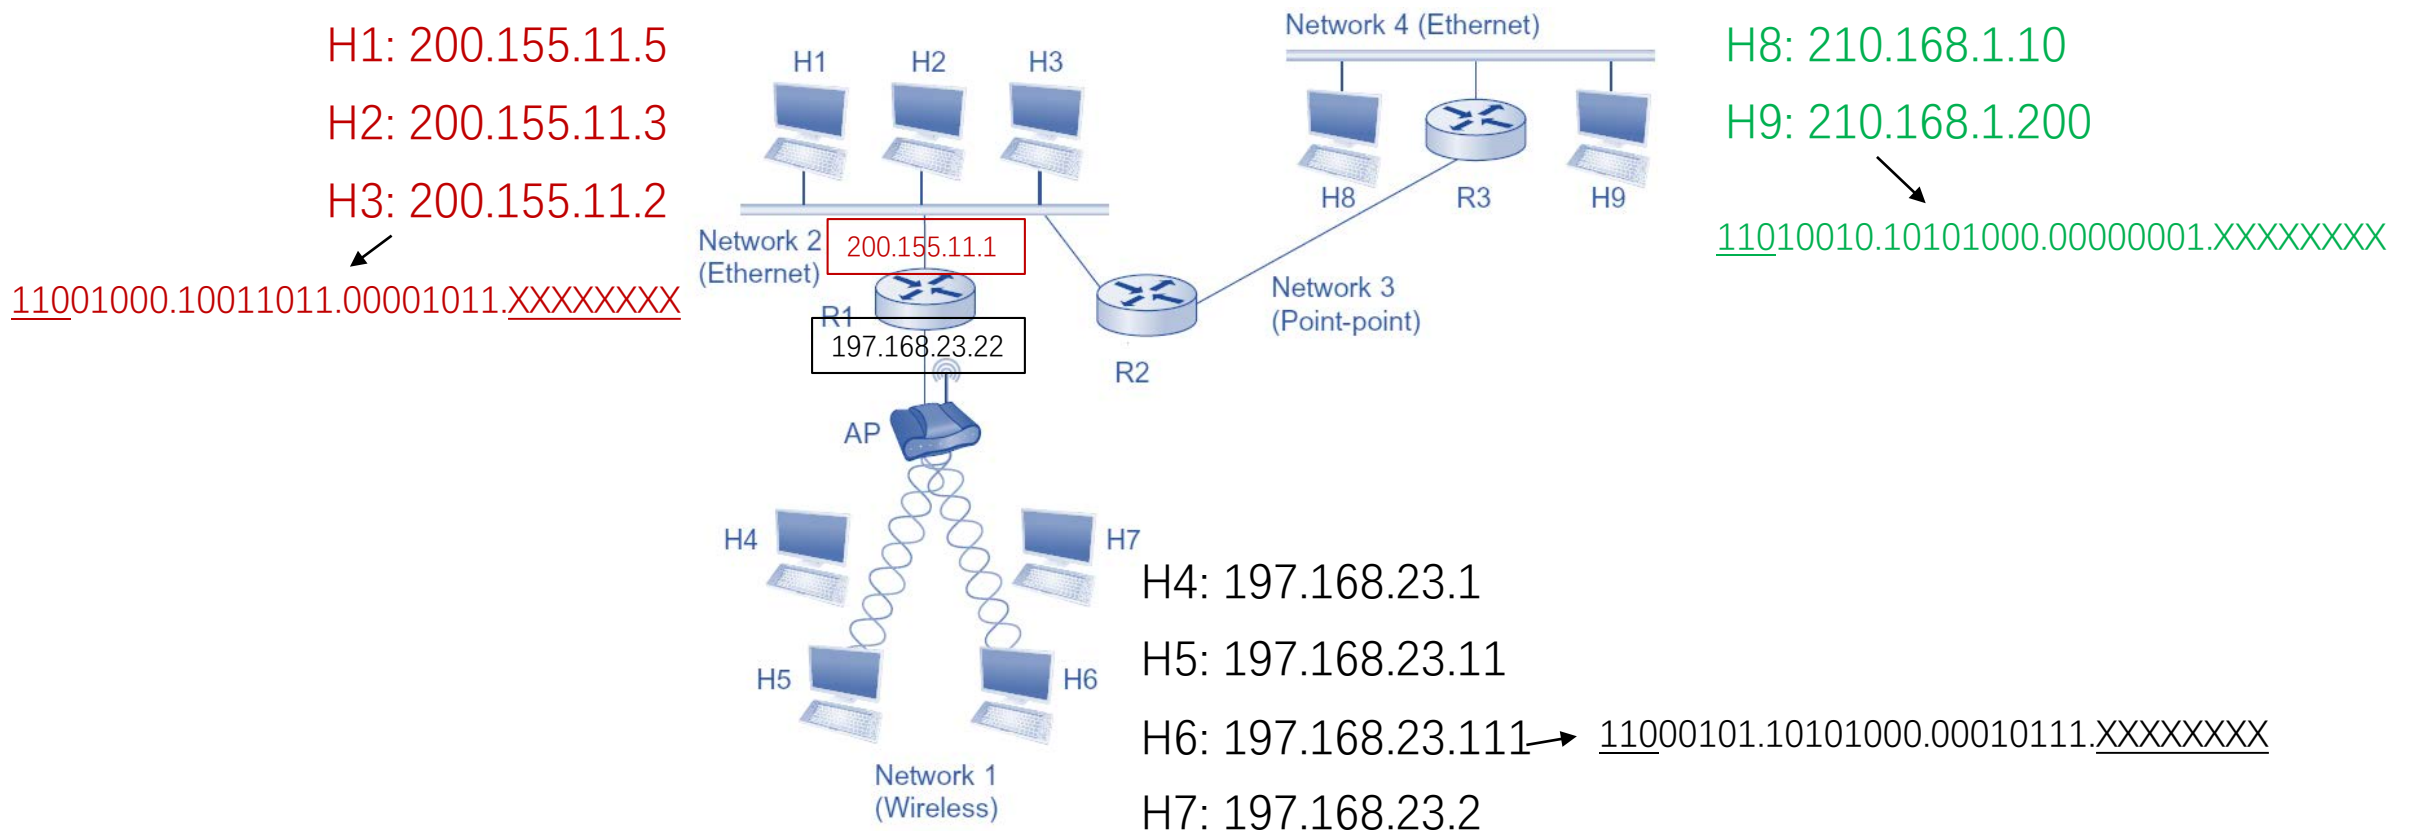 H1: 200.155.11.5
H2: 200.155.11.3
H3: 200.155.11.2
11001000.10011011.00001011.XXXXXXXX
H1
H2
H3
Network 2
(Ethernet)
200.155.11.1
R1
197.168.23.22
R2
AP
Network 3
(Point-point)
Network 4 (Ethernet)
H8
R3
H9
H8: 210.168.1.10
H9: 210.168.1.200
11010010.10101000.00000001.XXXXXXXX
H4
H7
H5
H6
Network 1
(Wireless)
H4: 197.168.23.1
H5: 197.168.23.11
H6: 197.168.23.111
11000101.10101000.00010111.XXXXXXXX
H7: 197.168.23.2